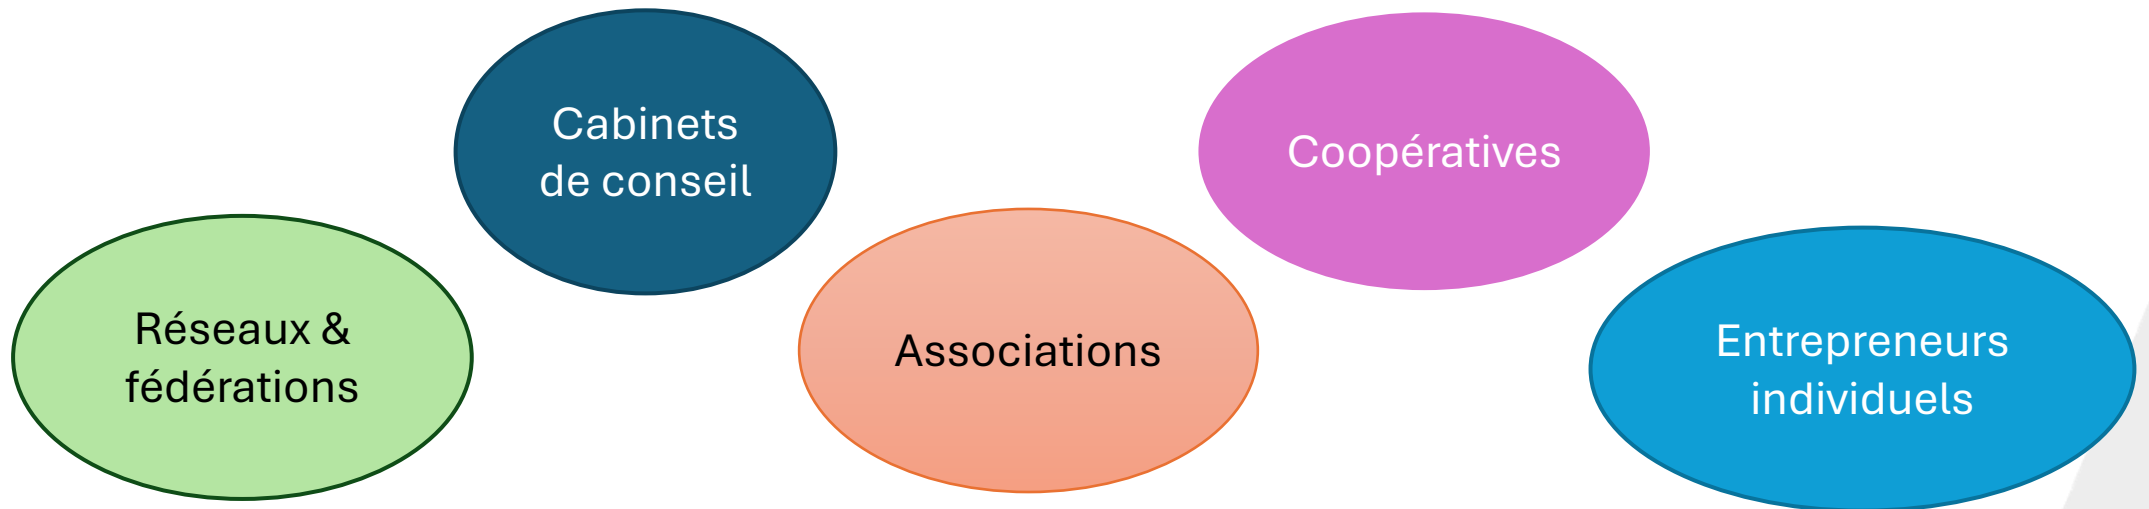 Réseaux &
fédérations
Cabinets
de conseil
Associations
Coopératives
Entrepreneurs
individuels